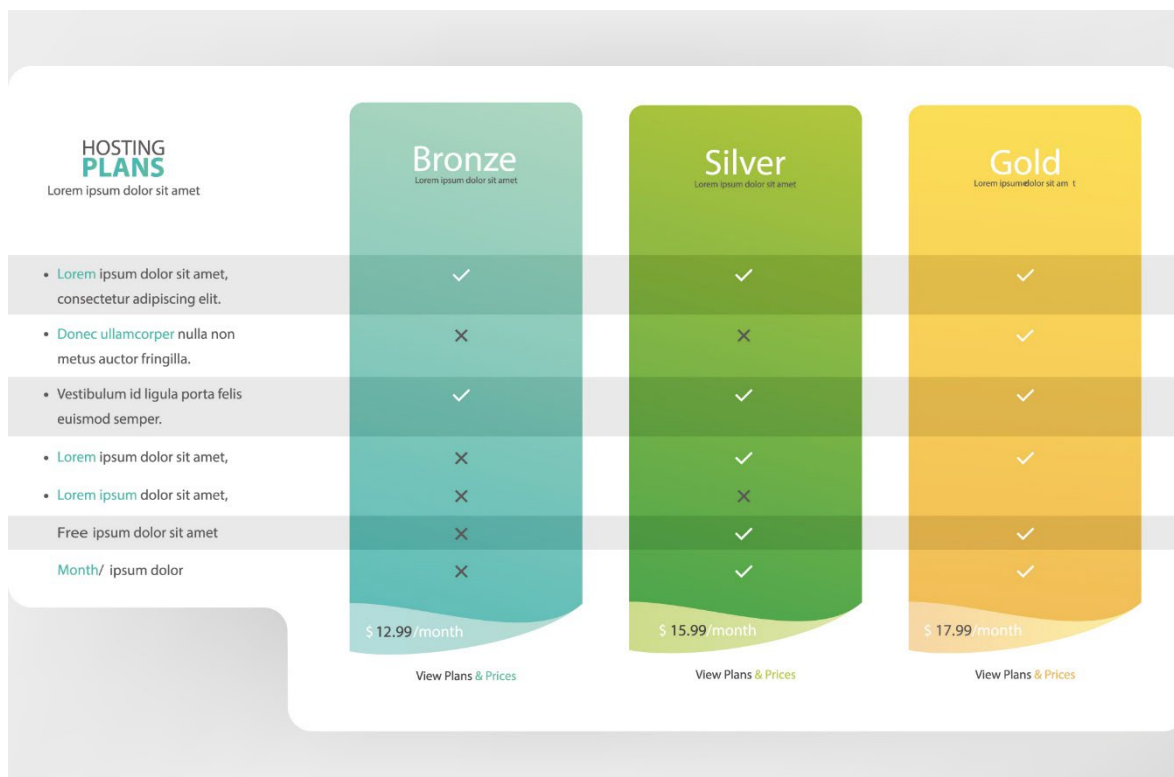 HOSTING
PLANS
Lorem ipsum dolor sit amet
Bronze
Lorem ipsum dolor sit amet
Silver
Lorem ipsum dolor sit amet
Gold
Lorem ipsumedolor sit am t
• Lorem ipsum dolor sit amet,
consectetur adipiscing elit.
• Donec ullamcorper nulla non
metus auctor fringilla.
• Vestibulum id ligula porta felis
euismod semper.
• Lorem ipsum dolor sit amet,
• Lorem ipsum dolor sit amet,
Free ipsum dolor sit amet
Month/ ipsum dolor
$ 12.99/month
$ 15.99/month
$ 17.99/month
View Plans & Prices
View Plans & Prices
View Plans & Prices